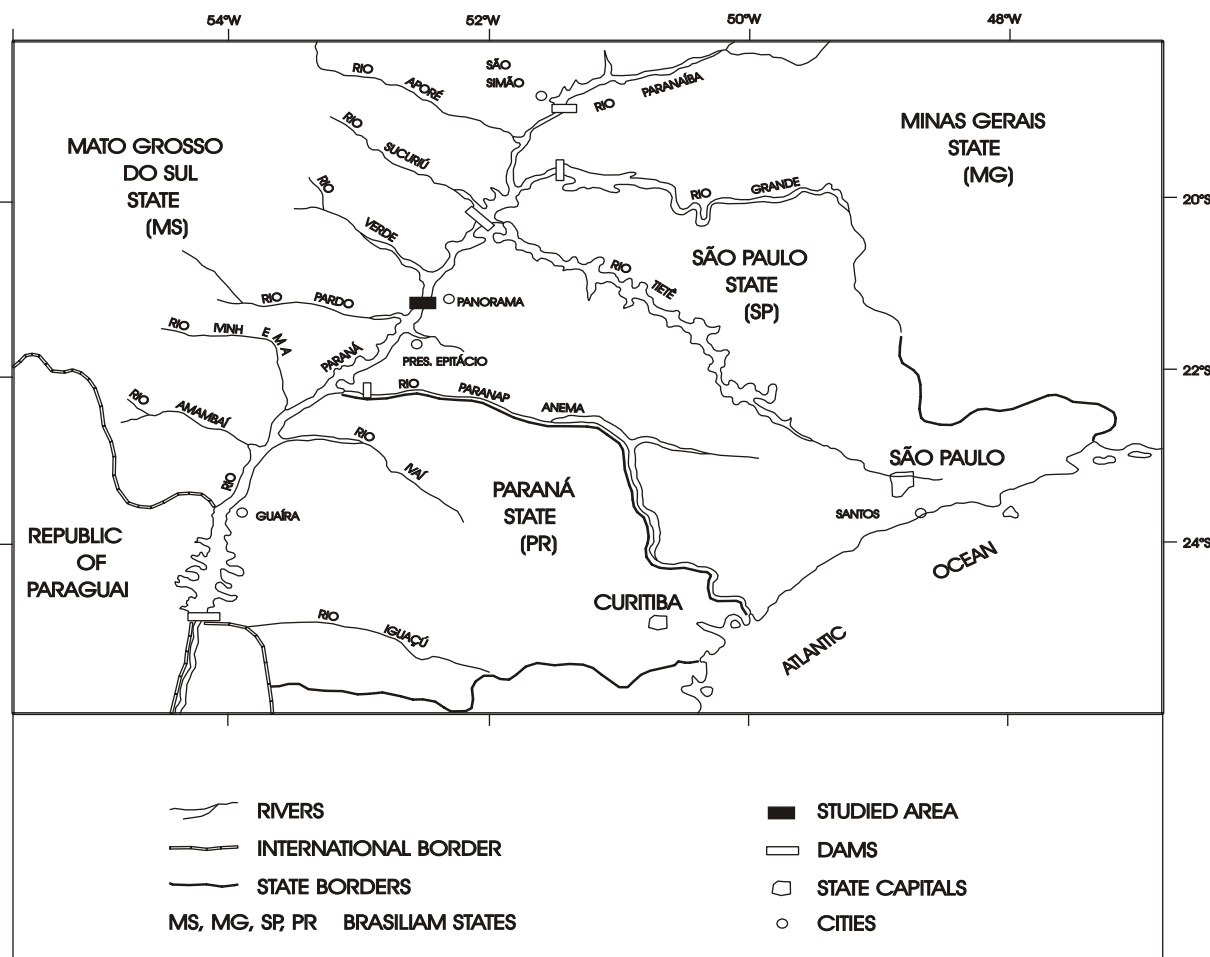 54°W 52°W 50°W 48°W
RIO APORÉ
SÃO
SIMÃO
RIO PARANAÍBA
MINAS GERAIS
STATE
(MG)
MATO GROSSO
DO SUL
STATE
(MS)
RIO SUCURIÚ
RIO VERDE
RIO GRANDE
20°S
SÃO PAULO
STATE
(SP)
RIO TIETÊ
RIO PARDO
PANORAMA
RIO MINH EMA
PARANÁ
PRES. EPITÁCIO
22°S
RIO PARANAP ANEMA
RIO AMAMBAÍ
RIO IVAÍ
SÃO PAULO
RIO
PARANÁ
STATE
(PR)
GUAÍRA
SANTOS
24°S
REPUBLIC
OF
PARAGUAI
ATLANTIC OCEAN
CURITIBA
RIO IGUAÇÚ
RIVERS
INTERNATIONAL BORDER
STATE BORDERS
MS, MG, SP, PR BRASILIAM STATES
STUDIED AREA
DAMS
STATE CAPITALS
CITIES